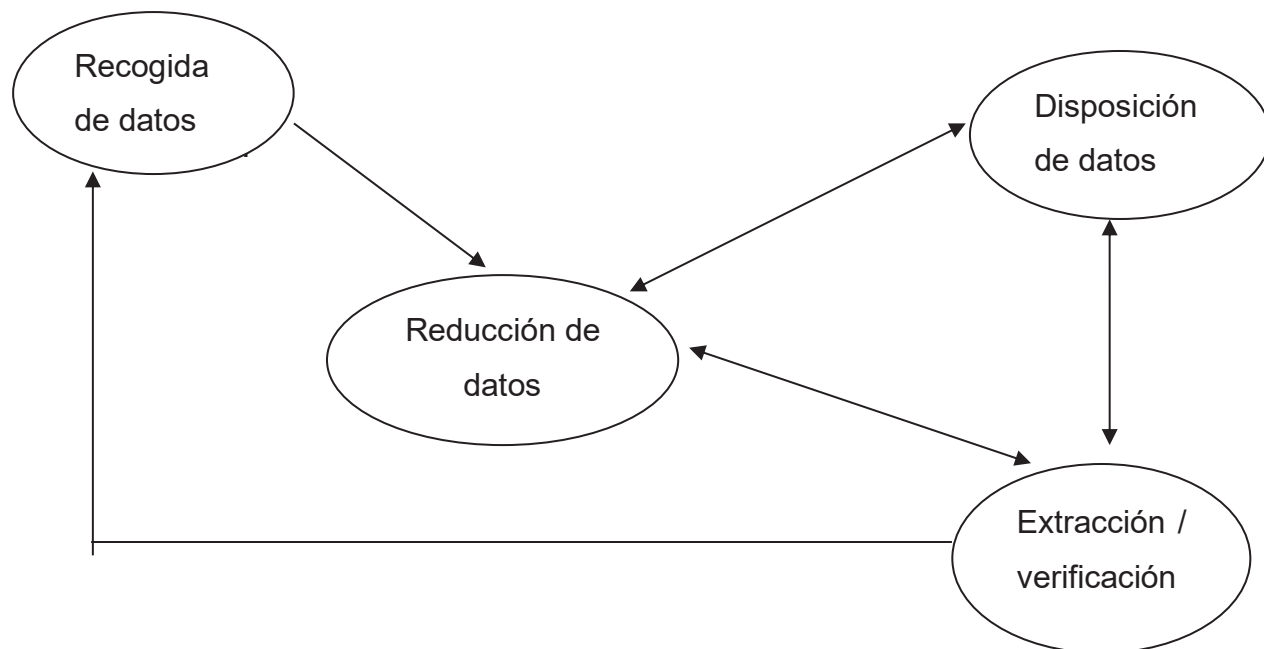 Recogida
de datos
Disposición
de datos
Reducción de
datos
Extracción /
verificación